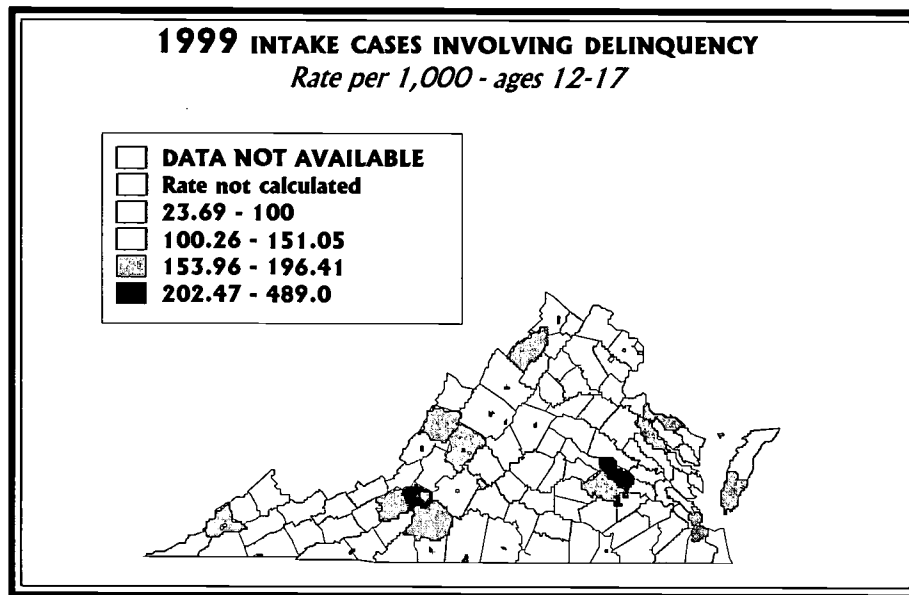 1999 INTAKE CASES INVOLVING DELINQUENCY
Rate per 1,000 - ages 12-17
DATA NOT AVAILABLE
Rate not calculated
23.69 - 100
100.26 - 151.05
153.96 - 196.41
202.47 - 489.0